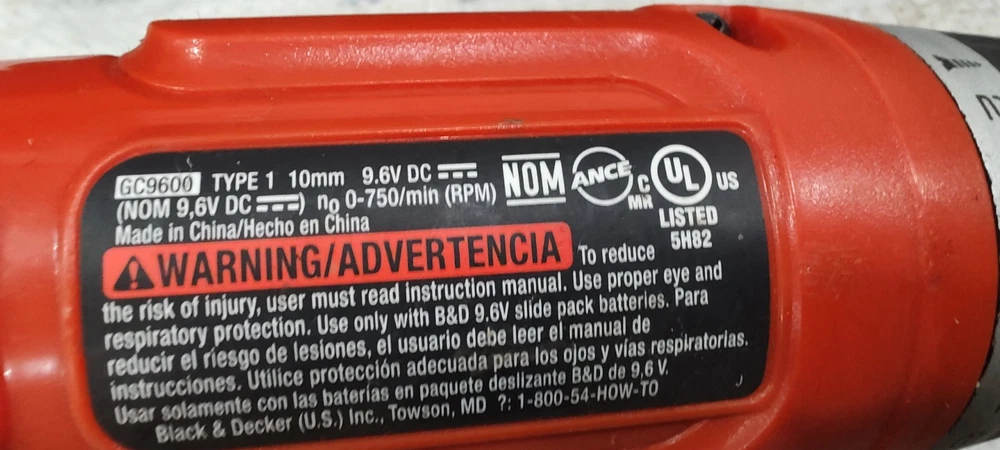 GC9600 TYPE 1 10mm 9.6V DC NOM ANCE C UL US
(NOM 9,6V DC) n₀ 0-750/min (RPM) MR LISTED
Made in China/Hecho en China 5H82
WARNING/ADVERTENCIA To reduce
the risk of injury, user must read instruction manual. Use proper eye and
respiratory protection. Use only with B&D 9.6V slide pack batteries. Para
reducir el riesgo de lesiones, el usuario debe leer el manual de
instrucciones. Utilice protección adecuada para los ojos y vías respiratorias.
Usar solamente con las baterías en paquete deslizante B&D de 9,6 V.
Black & Decker (U.S.) Inc., Towson, MD ?: 1-800-54-HOW-TO